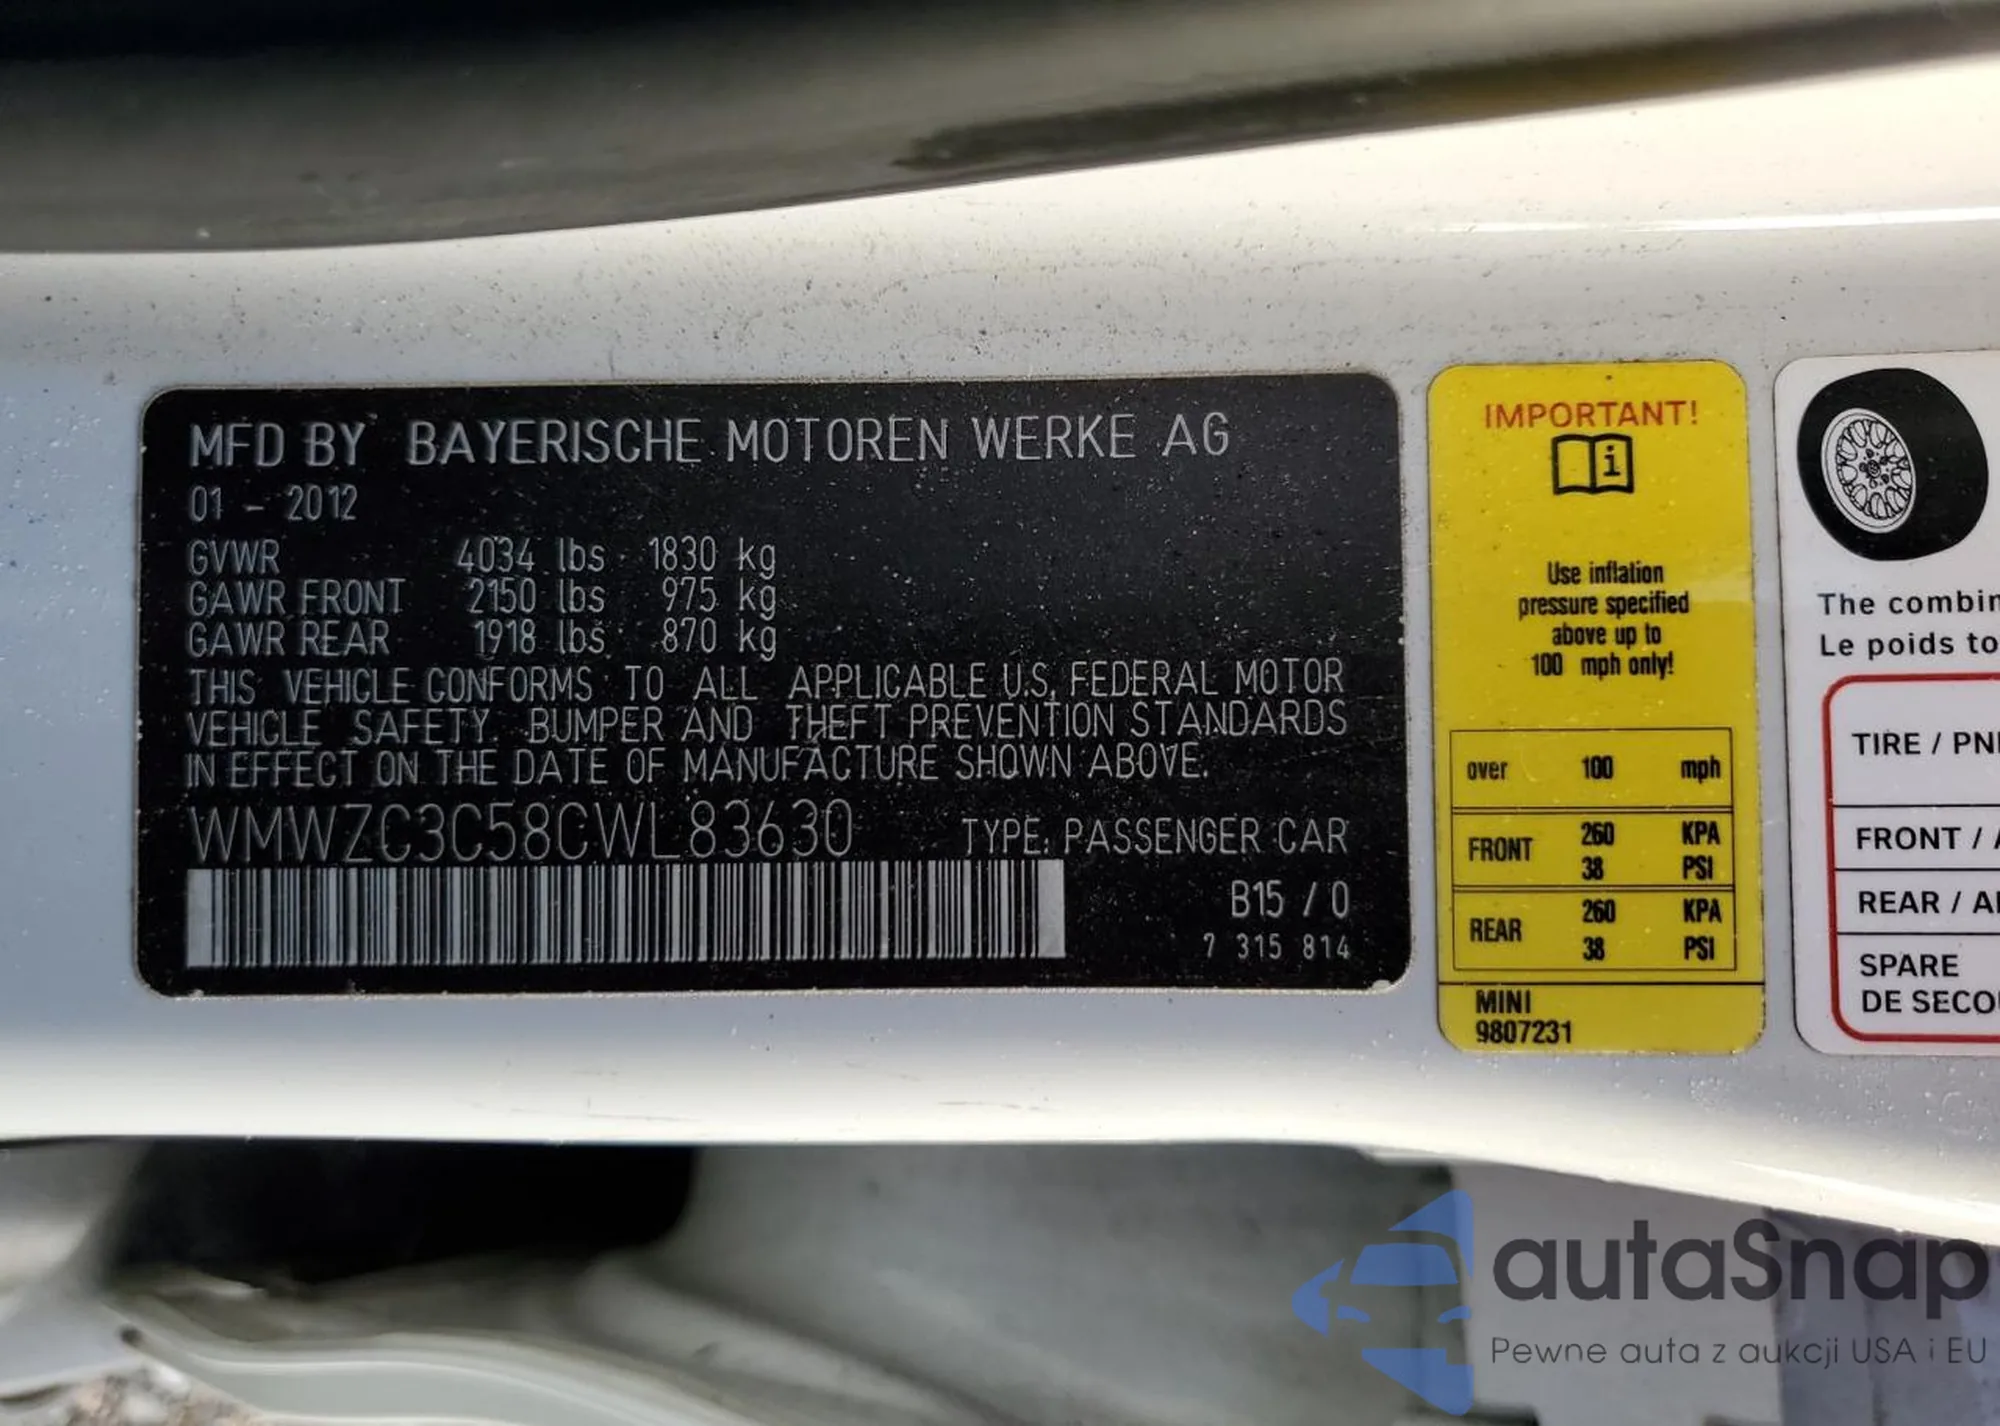 MFD BY BAYERISCHE MOTOREN WERKE AG
01 - 2012
GVWR 4034 lbs 1830 kg
GAWR FRONT 2150 lbs 975 kg
GAWR REAR 1918 lbs 870 kg
THIS VEHICLE CONFORMS TO ALL APPLICABLE U.S. FEDERAL MOTOR
VEHICLE SAFETY, BUMPER AND THEFT PREVENTION STANDARDS
IN EFFECT ON THE DATE OF MANUFACTURE SHOWN ABOVE.
WMWZC3C58CWL83630 TYPE: PASSENGER CAR
B15 / 0
7 315 814
IMPORTANT!
i
Use inflation
pressure specified
above up to
100 mph only!
over 100 mph
FRONT 260 KPA
38 PSI
REAR 260 KPA
38 PSI
MINI
9807231
The combin
Le poids to
TIRE / PN
FRONT /
REAR / A
SPARE
DE SECO
autaSnap
Pewne auta z aukcji USA i EU